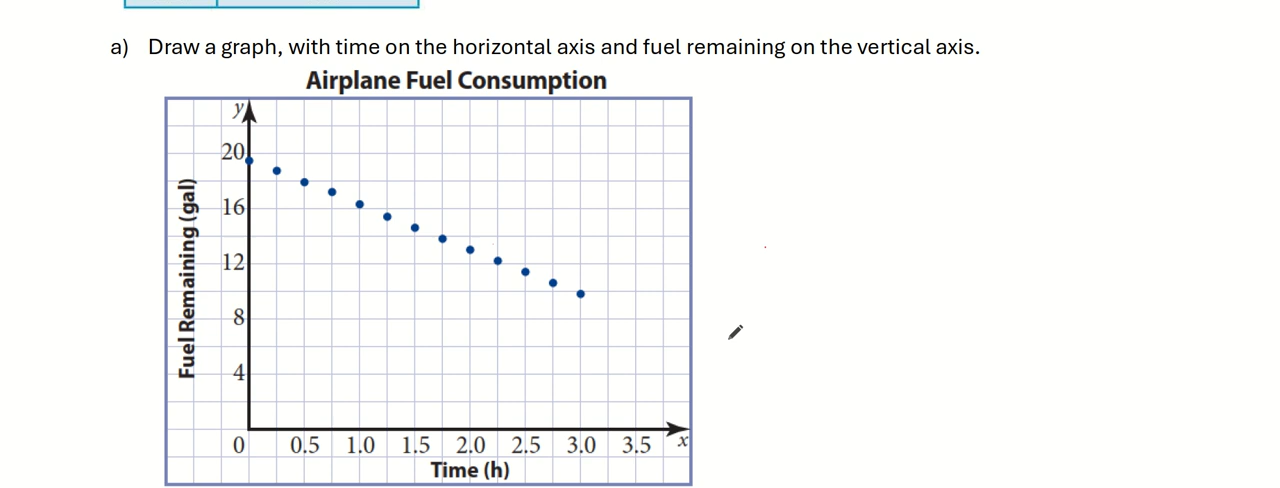 a) Draw a graph, with time on the horizontal axis and fuel remaining on the vertical axis.
Airplane Fuel Consumption
y
20
16
12
8
4
0 0.5 1.0 1.5 2.0 2.5 3.0 3.5 x
Fuel Remaining (gal)
Time (h)